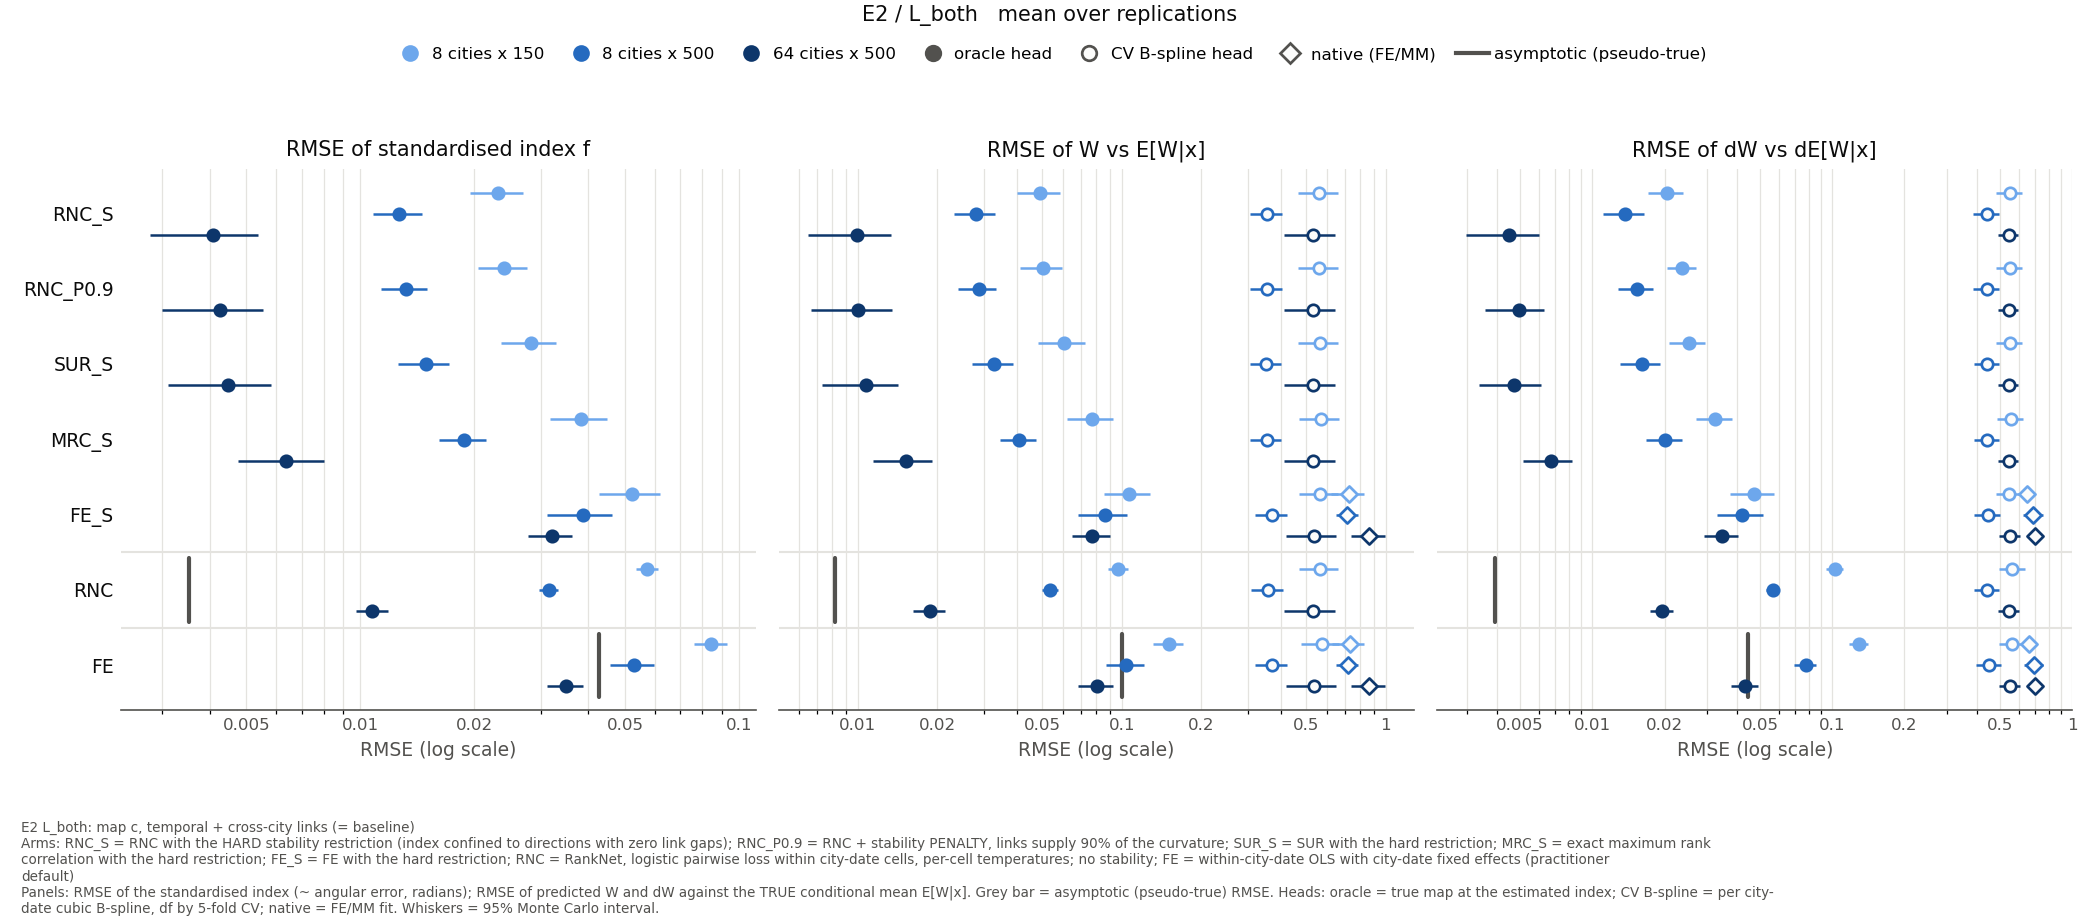 E2 / L_both   mean over replications
8 cities x 150
8 cities x 500
64 cities x 500
oracle head
CV B-spline head
native (FE/MM)
asymptotic (pseudo-true)
RMSE of standardised index f
RMSE of W vs E[W|x]
RMSE of dW vs dE[W|x]
RNC_S
RNC_P0.9
SUR_S
MRC_S
FE_S
RNC
FE
0.005 0.01 0.02 0.05 0.1
0.01 0.02 0.05 0.1 0.2 0.5 1
0.005 0.01 0.02 0.05 0.1 0.2 0.5 1
RMSE (log scale)
RMSE (log scale)
RMSE (log scale)
E2 L_both: map c, temporal + cross-city links (= baseline)
Arms: RNC_S = RNC with the HARD stability restriction (index confined to directions with zero link gaps); RNC_P0.9 = RNC + stability PENALTY, links supply 90% of the curvature; SUR_S = SUR with the hard restriction; MRC_S = exact maximum rank
correlation with the hard restriction; FE_S = FE with the hard restriction; RNC = RankNet, logistic pairwise loss within city-date cells, per-cell temperatures; no stability; FE = within-city-date OLS with city-date fixed effects (practitioner
default)
Panels: RMSE of the standardised index (~ angular error, radians); RMSE of predicted W and dW against the TRUE conditional mean E[W|x]. Grey bar = asymptotic (pseudo-true) RMSE. Heads: oracle = true map at the estimated index; CV B-spline = per city-
date cubic B-spline, df by 5-fold CV; native = FE/MM fit. Whiskers = 95% Monte Carlo interval.